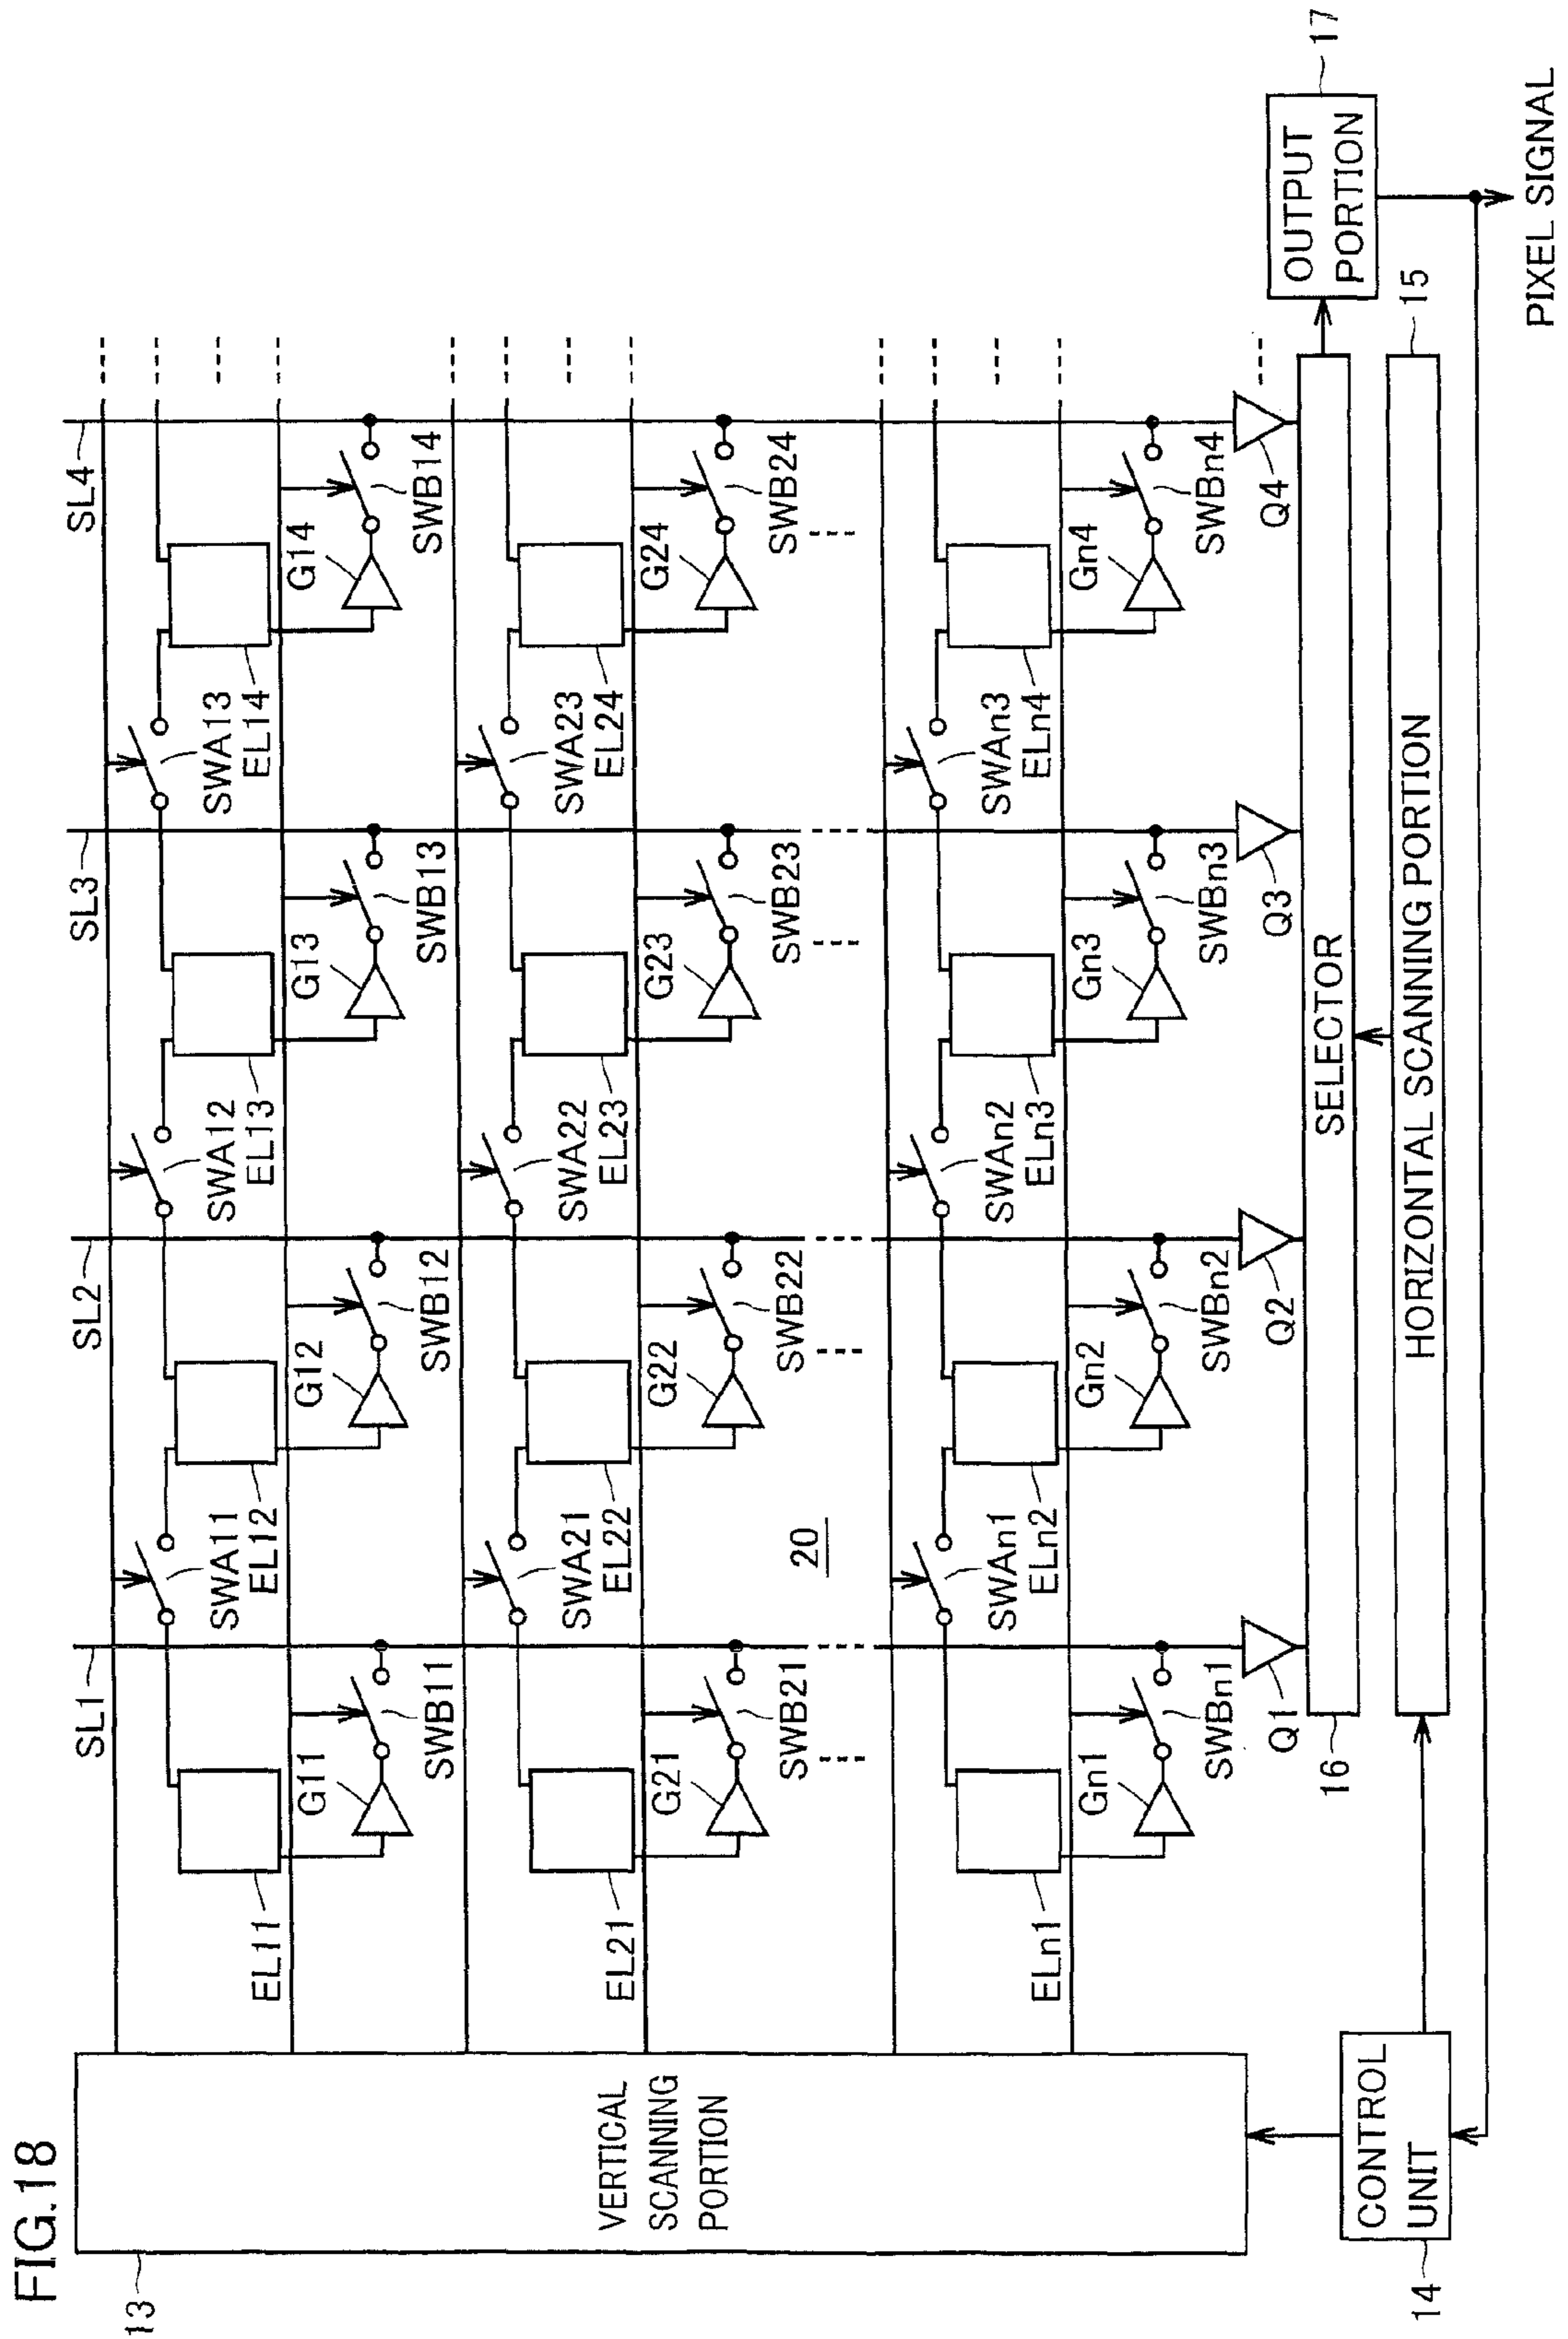 FIG.18
13
VERTICAL
SCANNING
PORTION
14
CONTROL
UNIT
SL1
SL2
SL3
SL4
SWA11
EL12
SWA12
EL13
SWA13
EL14
EL11
G11
SWB11
G12
SWB12
G13
SWB13
G14
SWB14
SWA21
EL22
SWA22
EL23
SWA23
EL24
EL21
G21
SWB21
G22
SWB22
G23
SWB23
G24
SWB24
20
SWAn1
ELn2
SWAn2
ELn3
SWAn3
ELn4
ELn1
Gn1
SWBn1
Gn2
SWBn2
Gn3
SWBn3
Gn4
SWBn4
Q1
Q2
Q3
Q4
16
SELECTOR
HORIZONTAL SCANNING PORTION
15
OUTPUT
PORTION
17
PIXEL SIGNAL